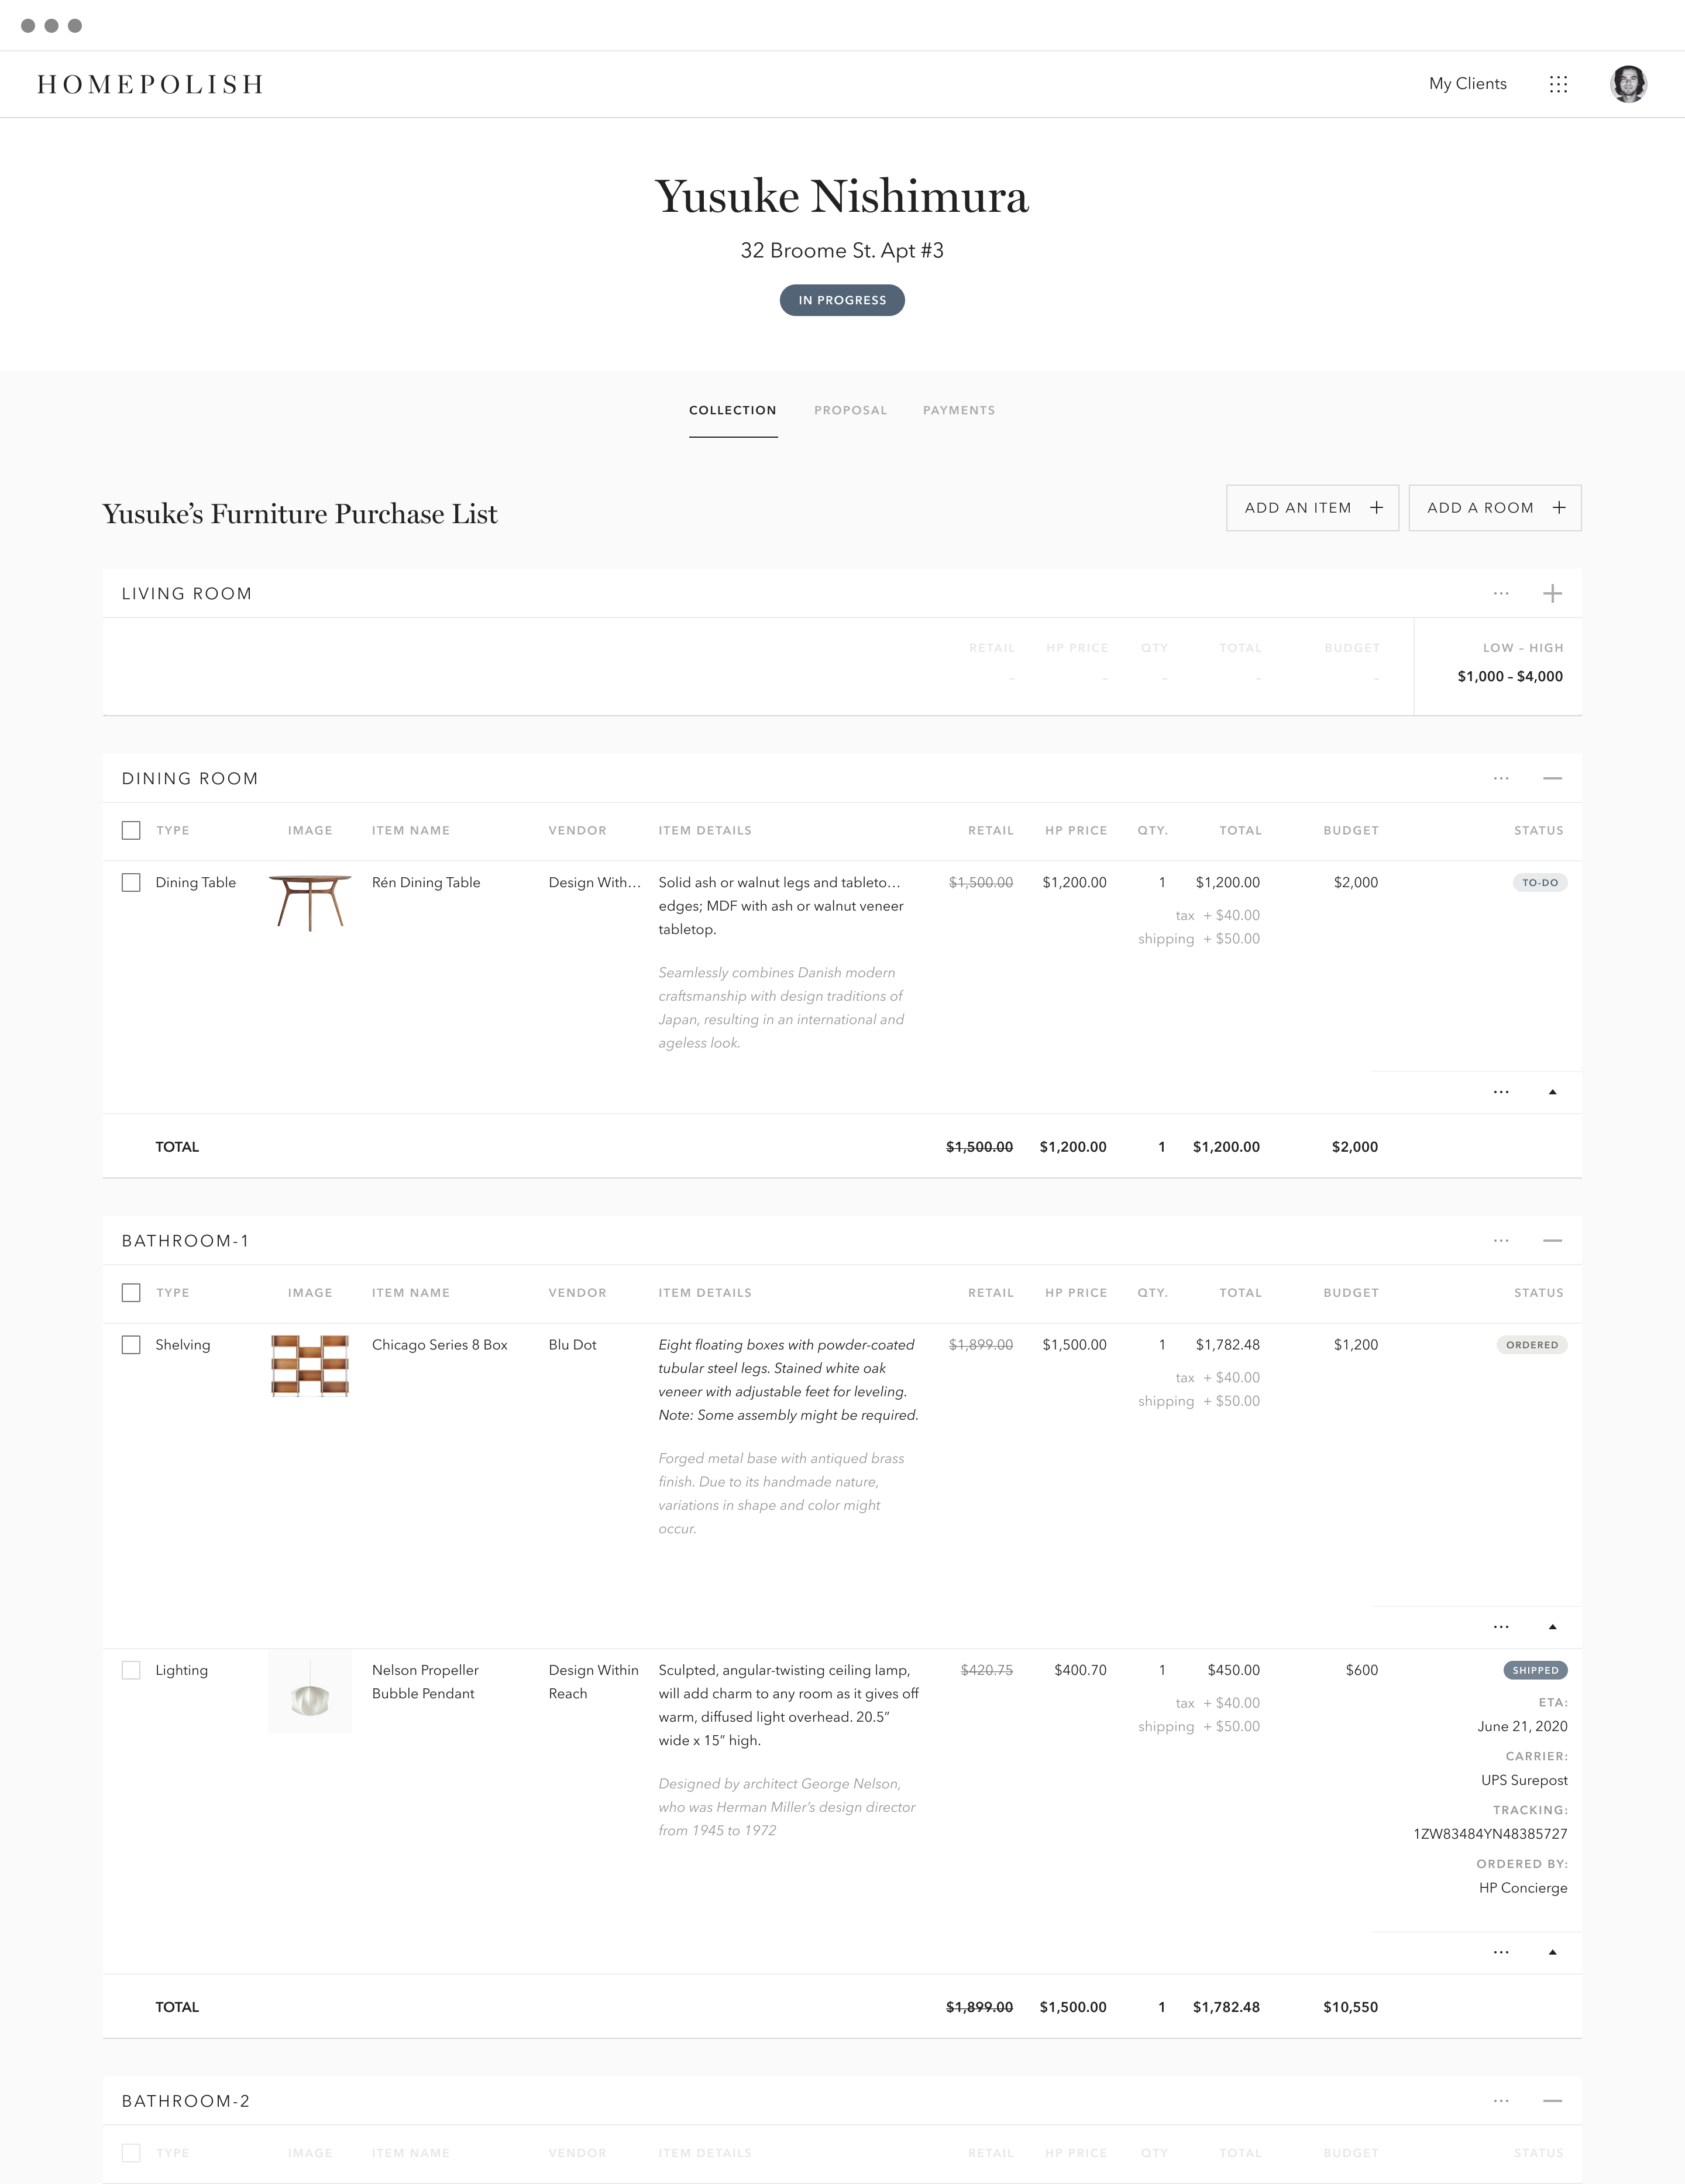 HOMEPOLISH
My Clients
Yusuke Nishimura
32 Broome St. Apt #3
IN PROGRESS
COLLECTION PROPOSAL PAYMENTS
Yusuke’s Furniture Purchase List
ADD AN ITEM +
ADD A ROOM +
LIVING ROOM
RETAIL HP PRICE QTY TOTAL BUDGET LOW – HIGH
– – – – – $1,000 – $4,000
DINING ROOM
TYPE IMAGE ITEM NAME VENDOR ITEM DETAILS RETAIL HP PRICE QTY. TOTAL BUDGET STATUS
Dining Table Rén Dining Table Design With… Solid ash or walnut legs and tableto… $1,500.00 $1,200.00 1 $1,200.00 $2,000 TO-DO
edges; MDF with ash or walnut veneer
tabletop.
tax + $40.00
shipping + $50.00
Seamlessly combines Danish modern
craftsmanship with design traditions of
Japan, resulting in an international and
ageless look.
TOTAL $1,500.00 $1,200.00 1 $1,200.00 $2,000
BATHROOM-1
TYPE IMAGE ITEM NAME VENDOR ITEM DETAILS RETAIL HP PRICE QTY. TOTAL BUDGET STATUS
Shelving Chicago Series 8 Box Blu Dot Eight floating boxes with powder-coated $1,899.00 $1,500.00 1 $1,782.48 $1,200 ORDERED
tubular steel legs. Stained white oak
veneer with adjustable feet for leveling.
Note: Some assembly might be required.
tax + $40.00
shipping + $50.00
Forged metal base with antiqued brass
finish. Due to its handmade nature,
variations in shape and color might
occur.
Lighting Nelson Propeller Design Within Sculpted, angular-twisting ceiling lamp, $420.75 $400.70 1 $450.00 $600 SHIPPED
Bubble Pendant Reach will add charm to any room as it gives off
warm, diffused light overhead. 20.5”
wide x 15” high.
tax + $40.00
shipping + $50.00
Designed by architect George Nelson,
who was Herman Miller’s design director
from 1945 to 1972
ETA:
June 21, 2020
CARRIER:
UPS Surepost
TRACKING:
1ZW83484YN48385727
ORDERED BY:
HP Concierge
TOTAL $1,899.00 $1,500.00 1 $1,782.48 $10,550
BATHROOM-2
TYPE IMAGE ITEM NAME VENDOR ITEM DETAILS RETAIL HP PRICE QTY TOTAL BUDGET STATUS